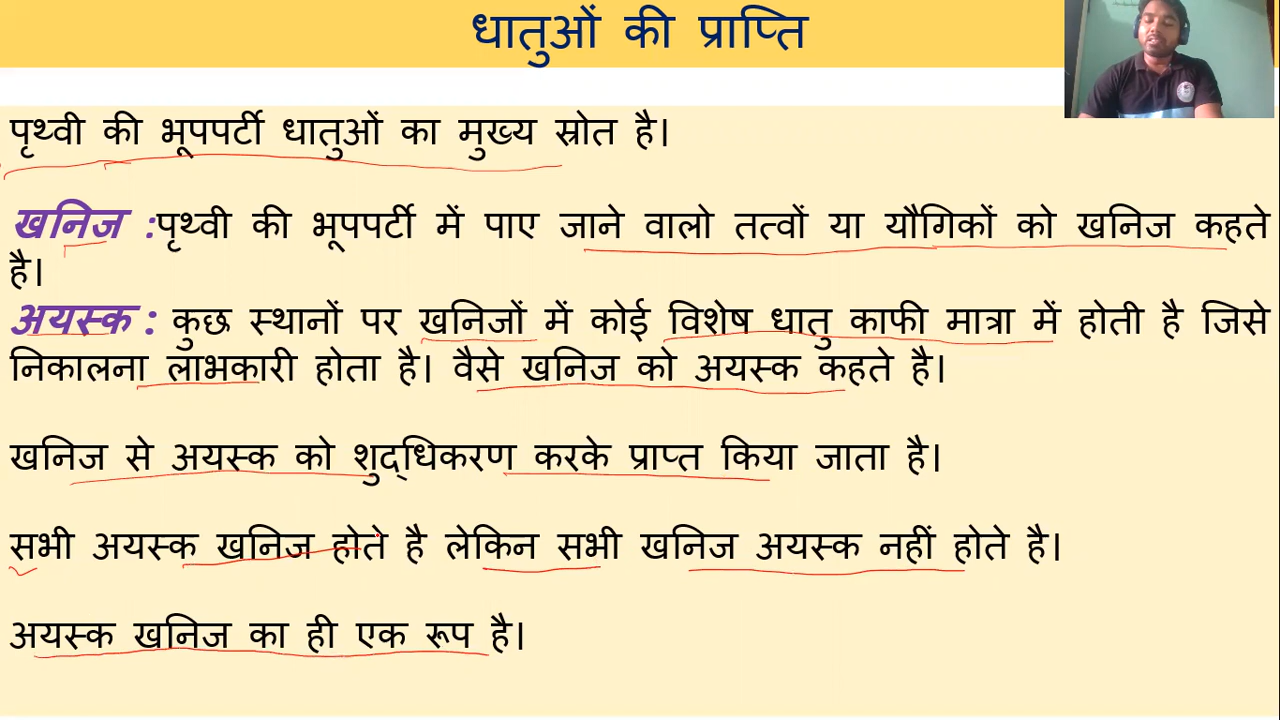 धातुओं की प्राप्ति
पृथ्वी की भूपपर्टी धातुओं का मुख्य स्रोत है।
खनिज :पृथ्वी की भूपपर्टी में पाए जाने वालो तत्वों या यौगिकों को खनिज कहते
है।
अयस्क : कुछ स्थानों पर खनिजों में कोई विशेष धातु काफी मात्रा में होती है जिसे
निकालना लाभकारी होता है। वैसे खनिज को अयस्क कहते है।
खनिज से अयस्क को शुद्धिकरण करके प्राप्त किया जाता है।
सभी अयस्क खनिज होते है लेकिन सभी खनिज अयस्क नहीं होते है।
अयस्क खनिज का ही एक रूप है।